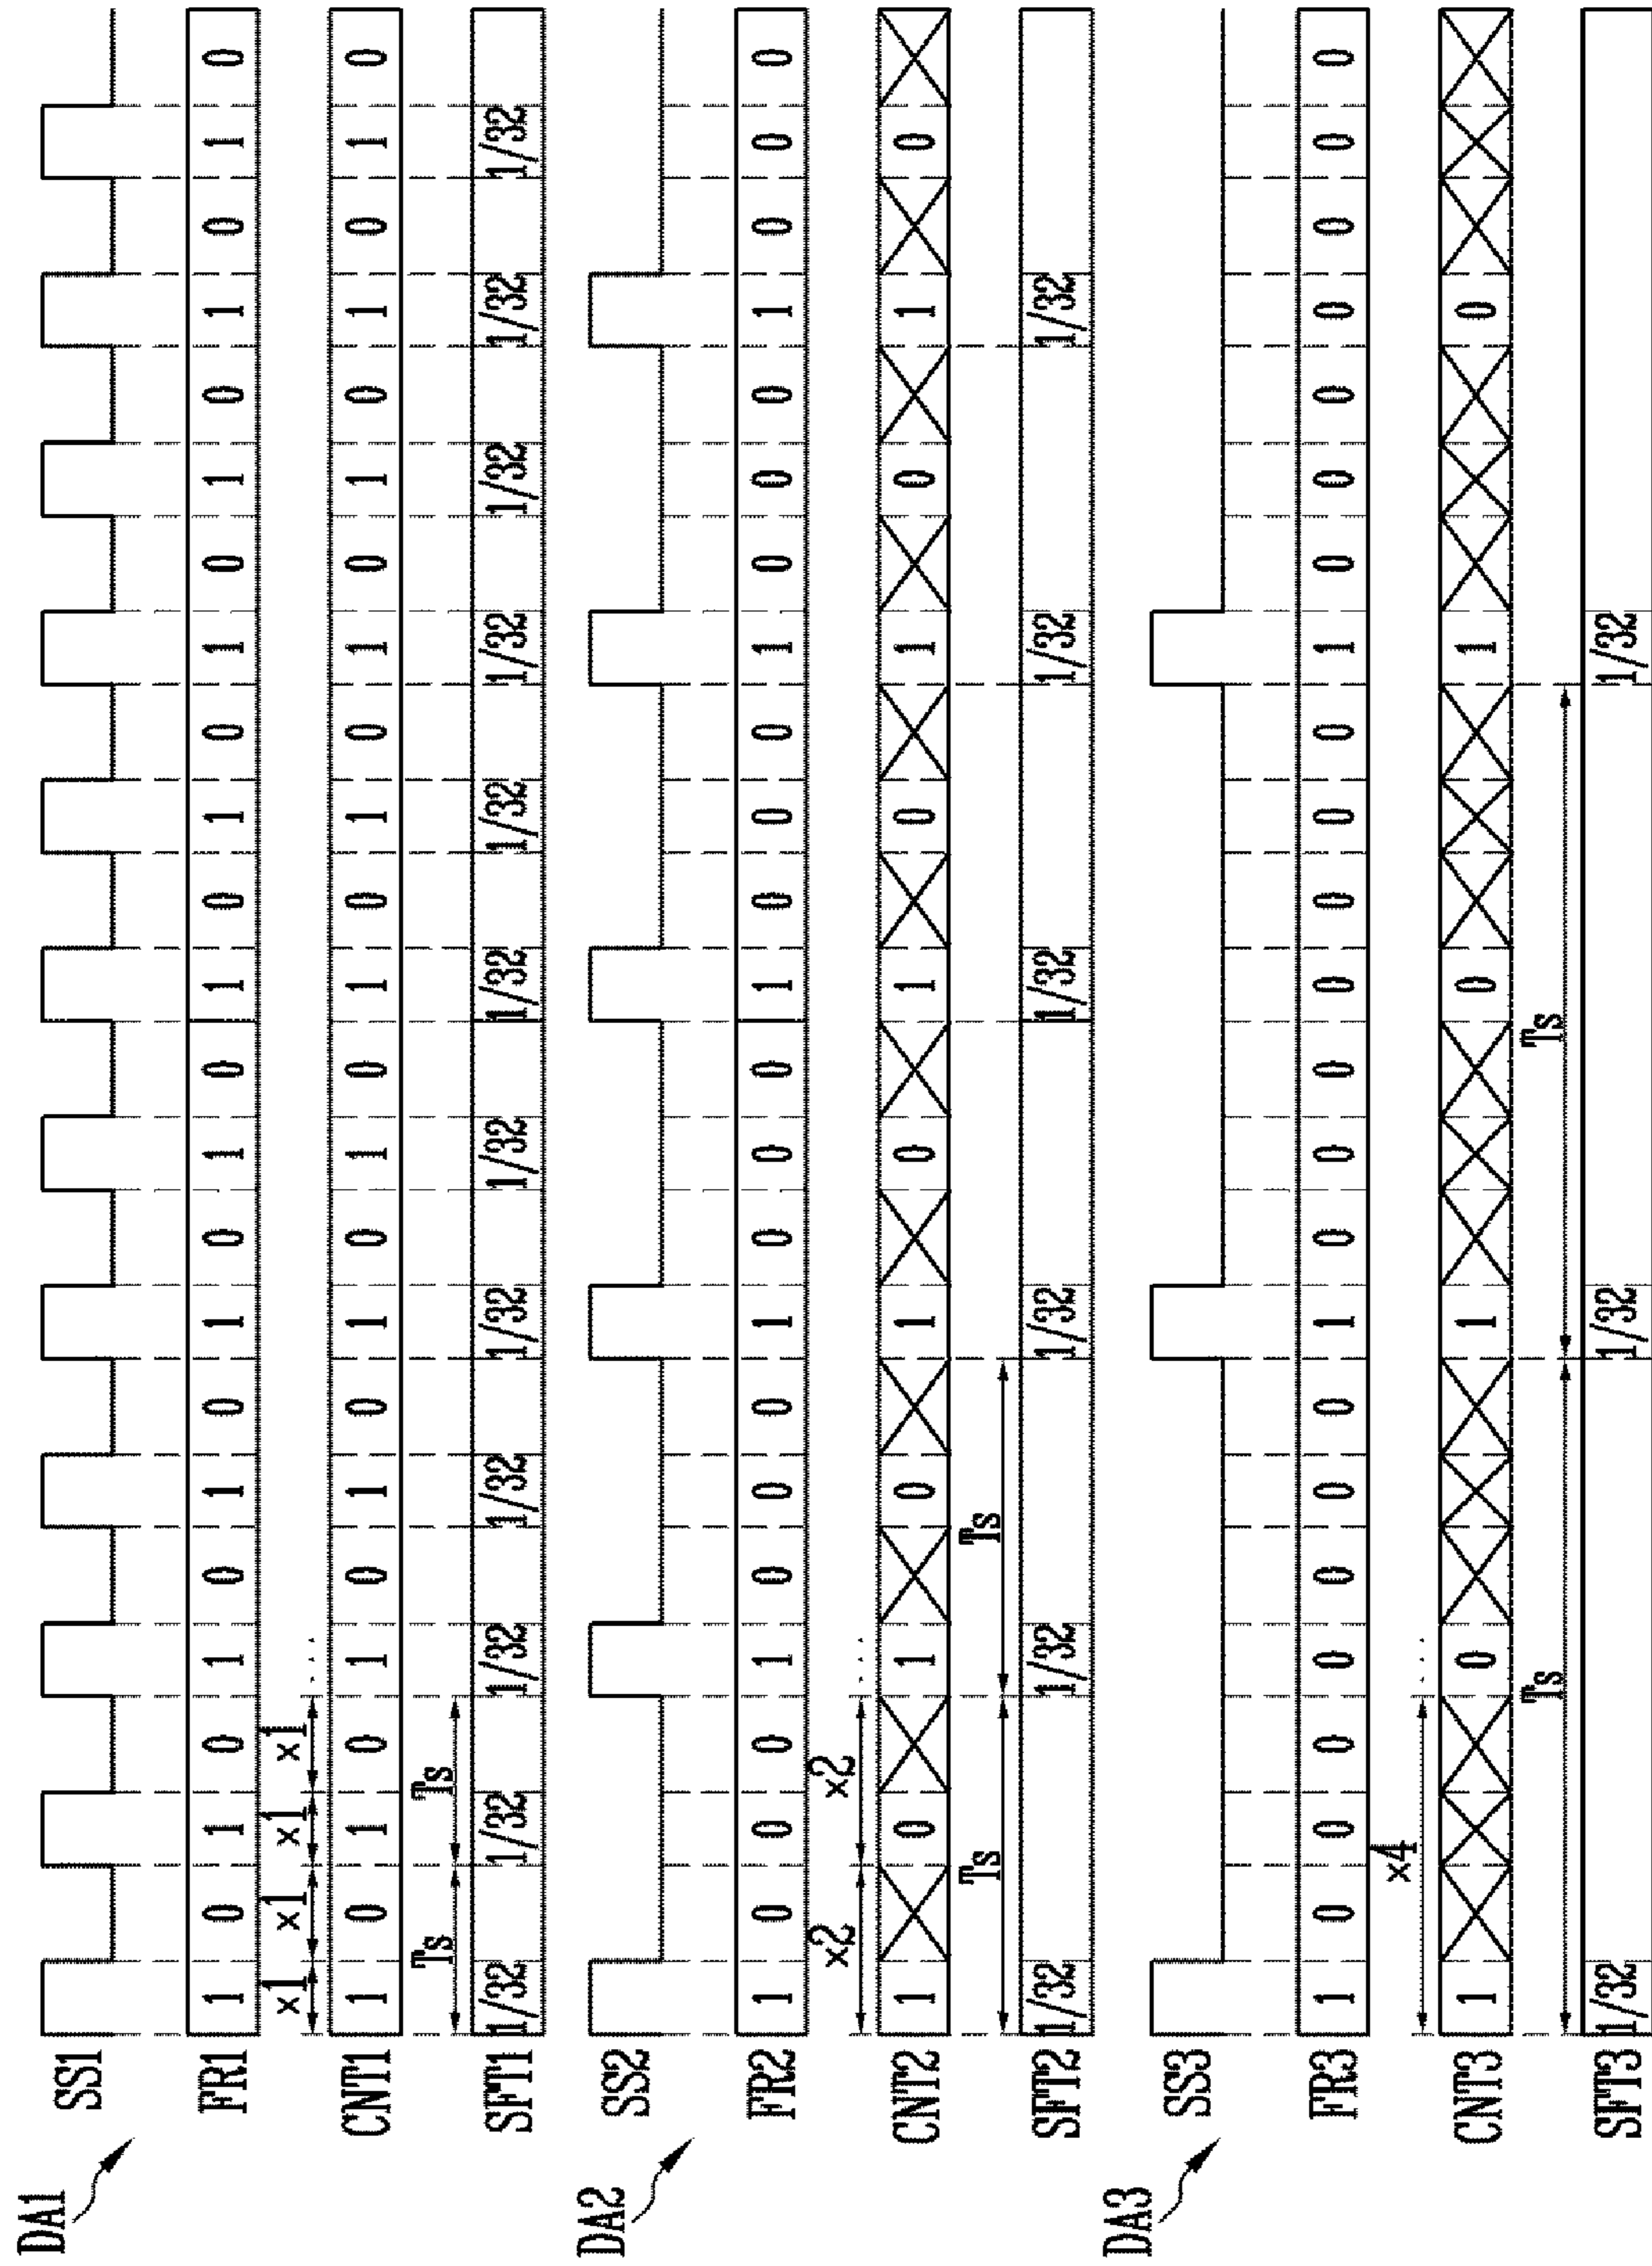 DA1
SS1
FR1 1 0 1 0 1 0 1 0 1 0 1 0 1 0 1 0 1 0 1 0 1 0 1 0
×1 ×1 ×1 ×1 ...
CNT1 1 0 1 0 1 0 1 0 1 0 1 0 1 0 1 0 1 0 1 0 1 0 1 0
Ts Ts
SFT1 1/32 1/32 1/32 1/32 1/32 1/32 1/32 1/32 1/32 1/32 1/32 1/32
DA2
SS2
FR2 1 0 0 0 1 0 0 0 1 0 0 0 1 0 0 0 1 0 0 0 1 0 0 0
×2 ×2 ...
CNT2 1 0 1 0 1 0 1 0 1 0 1 0
Ts Ts
SFT2 1/32 1/32 1/32 1/32 1/32 1/32
DA3
SS3
FR3 1 0 0 0 0 0 0 0 1 0 0 0 0 0 0 0 1 0 0 0 0 0 0 0
×4 ...
CNT3 1 0 1 0 1 0
Ts Ts
SFT3 1/32 1/32 1/32